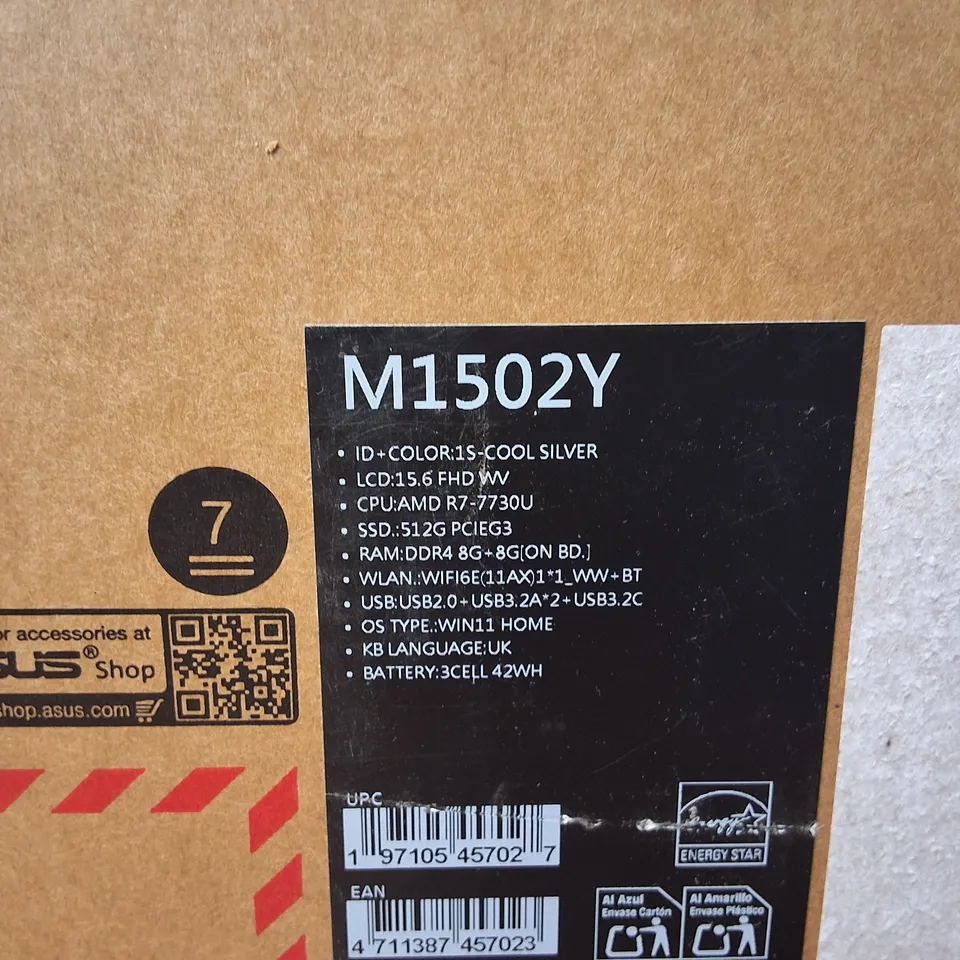 M1502Y
• ID+COLOR:1S-COOL SILVER
• LCD:15.6 FHD WV
• CPU:AMD R7-7730U
• SSD.:512G PCIEG3
• RAM:DDR4 8G+8G[ON BD.]
• WLAN.:WIFI6E(11AX)1*1_WW+BT
• USB:USB2.0+USB3.2A*2+USB3.2C
• OS TYPE.:WIN11 HOME
• KB LANGUAGE:UK
• BATTERY:3CELL 42WH
7
or accessories at
SUS® Shop
shop.asus.com
UPC
1 97105 45702 7
energy
ENERGY STAR
EAN
4 711387 457023
Al Azul
Envase Cartón
Al Amarillo
Envase Plástico